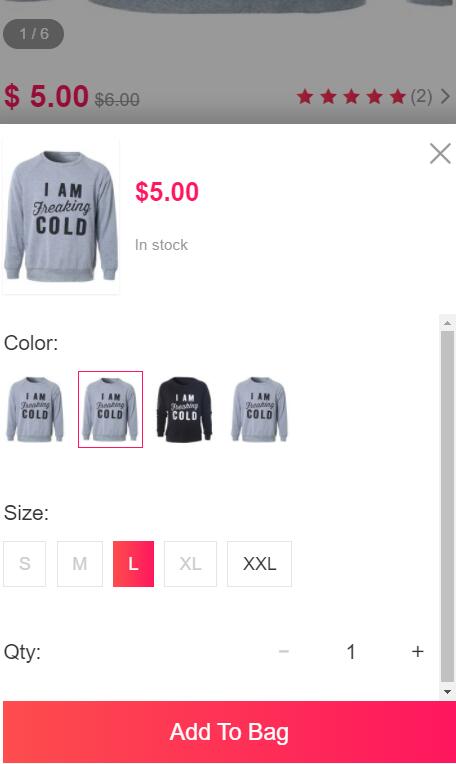 1 / 6
$ 5.00 $6.00 (2)
I AM
Freaking
COLD
$5.00
In stock
Color:
I AM
Freaking
COLD
I AM
Freaking
COLD
I AM
Freaking
COLD
I AM
Freaking
COLD
Size:
S M L XL XXL
Qty: − 1 +
Add To Bag